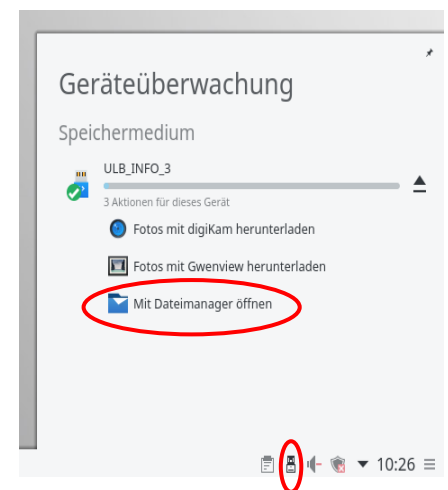 Geräteüberwachung
Speichermedium
ULB_INFO_3
3 Aktionen für dieses Gerät
Fotos mit digiKam herunterladen
Fotos mit Gwenview herunterladen
Mit Dateimanager öffnen
10:26